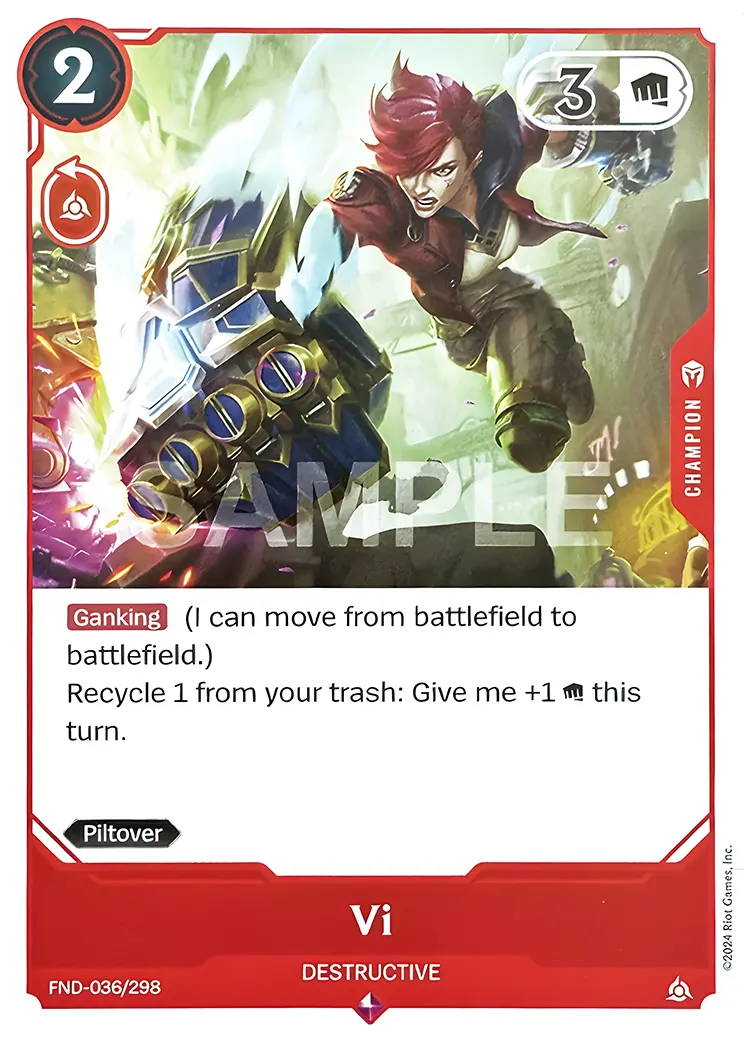 2
3
CHAMPION
SAMPLE
Ganking (I can move from battlefield to
battlefield.)
Recycle 1 from your trash: Give me +1 this
turn.
Piltover
Vi
DESTRUCTIVE
FND-036/298
©2024 Riot Games, Inc.